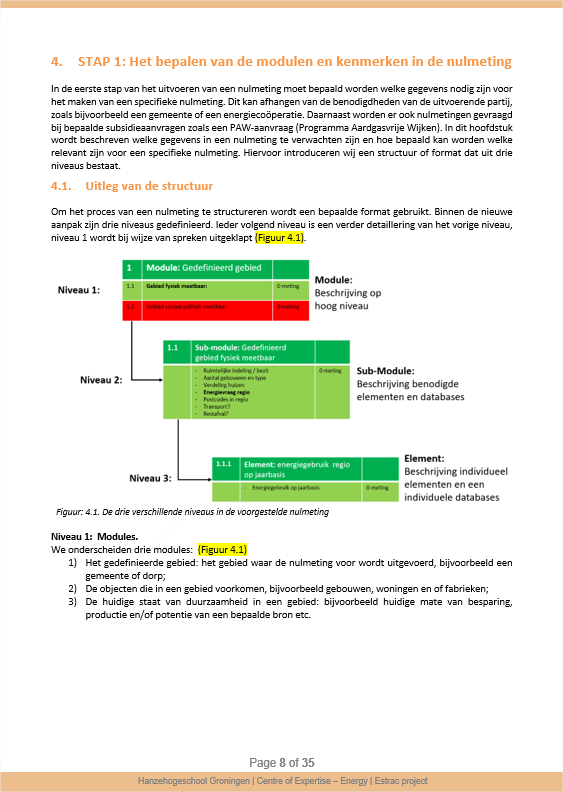 4. STAP 1: Het bepalen van de modulen en kenmerken in de nulmeting
In de eerste stap van het uitvoeren van een nulmeting moet bepaald worden welke gegevens nodig zijn voor
het maken van een specifieke nulmeting. Dit kan afhangen van de benodigdheden van de uitvoerende partij,
zoals bijvoorbeeld een gemeente of een energiecoöperatie. Daarnaast worden er ook nulmetingen gevraagd
bij bepaalde subsidieaanvragen zoals een PAW-aanvraag (Programma Aardgasvrije Wijken). In dit hoofdstuk
wordt beschreven welke gegevens in een nulmeting te verwachten zijn en hoe bepaald kan worden welke
relevant zijn voor een specifieke nulmeting. Hiervoor introduceren wij een structuur of format dat uit drie
niveaus bestaat.
4.1. Uitleg van de structuur
Om het proces van een nulmeting te structureren wordt een bepaalde format gebruikt. Binnen de nieuwe
aanpak zijn drie niveaus gedefinieerd. Ieder volgend niveau is een verder detaillering van het vorige niveau,
niveau 1 wordt bij wijze van spreken uitgeklapt (Figuur 4.1).
Niveau 1:
1 Module: Gedefinieerd gebied
1.1 Gebied fysiek meetbaar: 0-meting
1.2 Gebied sociaal-politiek meetbaar: 0-meting
Module:
Beschrijving op
hoog niveau
Niveau 2:
1.1 Sub-module: Gedefinieerd
gebied fysiek meetbaar
- Ruimtelijke indeling / bezit 0-meting
- Aantal gebouwen en type
- Verdeling huizen
- Energievraag regio
- Postcodes in regio
- Transport?
- Restafval?
Sub-Module:
Beschrijving benodigde
elementen en databases
Niveau 3:
1.1.1 Element: energiegebruik regio
op jaarbasis
- Energiegebruik op jaarbasis 0-meting
Element:
Beschrijving individueel
elementen en een
individuele databases
Figuur: 4.1. De drie verschillende niveaus in de voorgestelde nulmeting
Niveau 1: Modules.
We onderscheiden drie modules: (Figuur 4.1)
1) Het gedefinieerde gebied: het gebied waar de nulmeting voor wordt uitgevoerd, bijvoorbeeld een
gemeente of dorp;
2) De objecten die in een gebied voorkomen, bijvoorbeeld gebouwen, woningen en of fabrieken;
3) De huidige staat van duurzaamheid in een gebied: bijvoorbeeld huidige mate van besparing,
productie en/of potentie van een bepaalde bron etc.
Page 8 of 35
Hanzehogeschool Groningen | Centre of Expertise – Energy | Estrac project